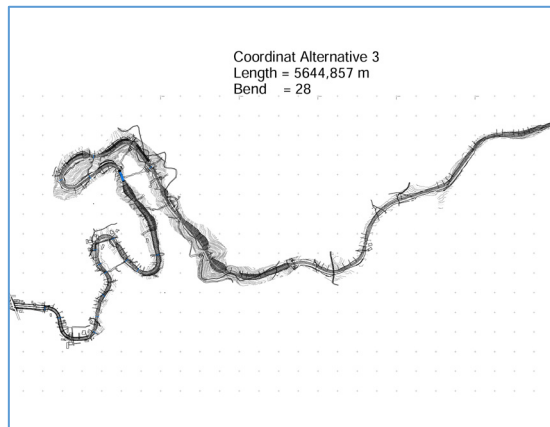 Coordinat Alternative 3
Length = 5644,857 m
Bend = 28